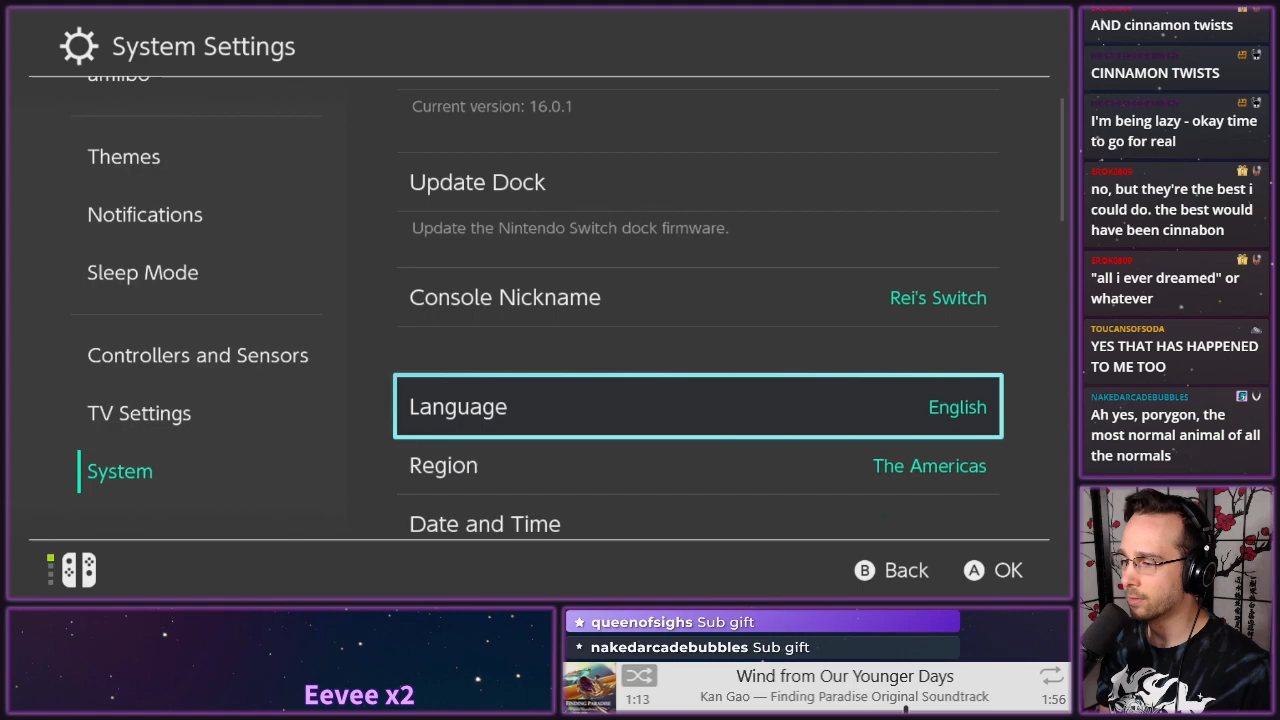 System Settings
amiibo
Themes
Notifications
Sleep Mode
Controllers and Sensors
TV Settings
System
Current version: 16.0.1
Update Dock
Update the Nintendo Switch dock firmware.
Console Nickname
Rei's Switch
Language
English
Region
The Americas
Date and Time
B Back
A OK
AND cinnamon twists
CINNAMON TWISTS
I'm being lazy - okay time
to go for real
no, but they're the best i
could do. the best would
have been cinnabon
"all i ever dreamed" or
whatever
TOUCANSOFSODA
YES THAT HAS HAPPENED
TO ME TOO
NAKEDARCADEBUBBLES
Ah yes, porygon, the
most normal animal of all
the normals
Eevee x2
queenofsighs Sub gift
nakedarcadebubbles Sub gift
FINDING PARADISE
1:13
Wind from Our Younger Days
Kan Gao — Finding Paradise Original Soundtrack
1:56